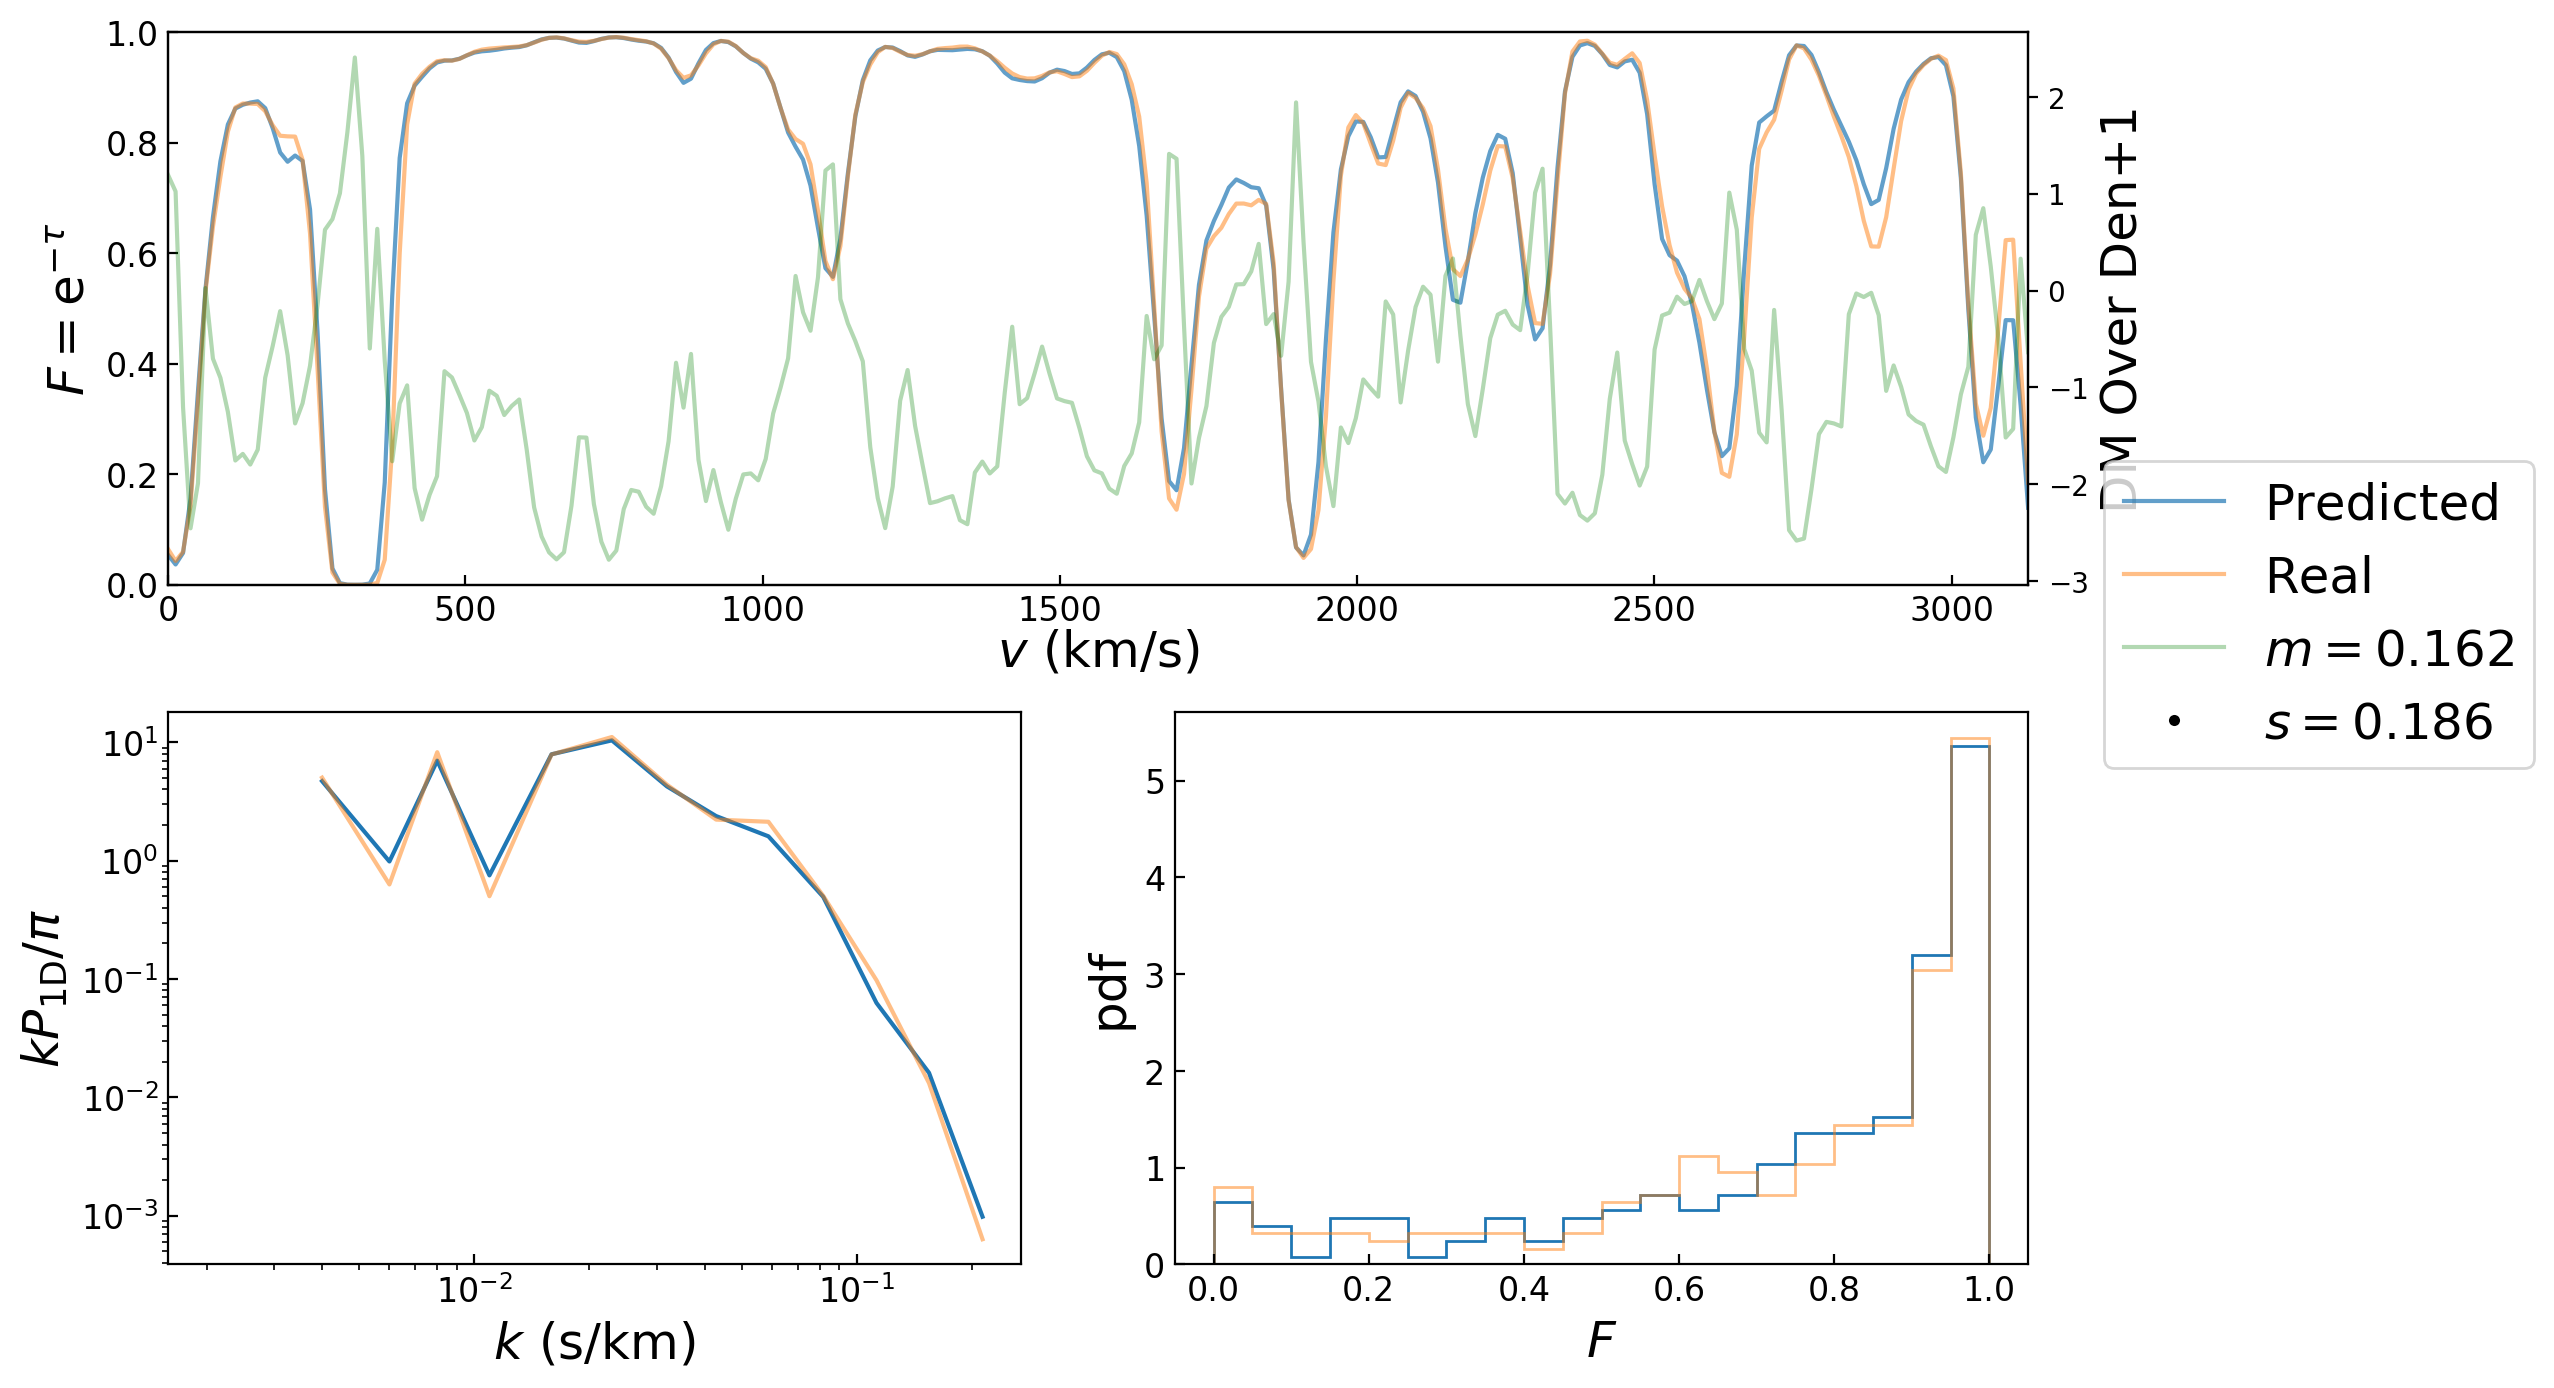 1.0
0.8
0.6
0.4
0.2
0.0
F = e^{-τ}
0 500 1000 1500 2000 2500 3000
v (km/s)
2
1
0
−1
−2
−3
DM Over Den+1
Predicted
Real
m = 0.162
s = 0.186
10^1
10^0
10^{-1}
10^{-2}
10^{-3}
kP_{1D}/π
10^{-2} 10^{-1}
k (s/km)
5
4
3
2
1
0
pdf
0.0 0.2 0.4 0.6 0.8 1.0
F